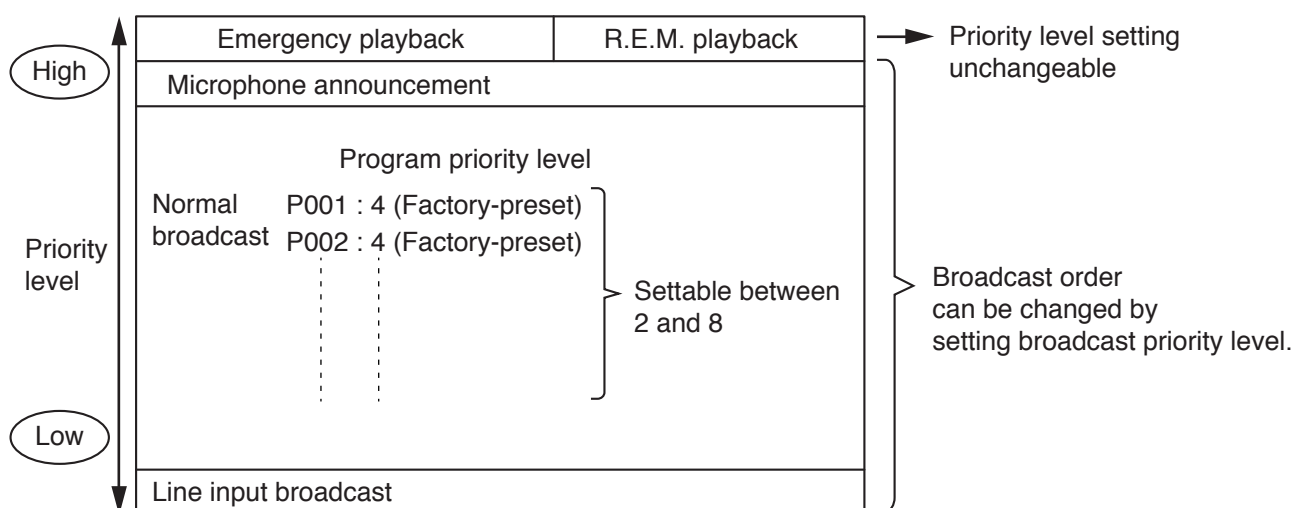 Emergency playback
R.E.M. playback
Priority level setting
unchangeable
High
Microphone announcement
Program priority level
Normal
broadcast
P001 : 4 (Factory-preset)
P002 : 4 (Factory-preset)
Priority
level
Settable between
2 and 8
Broadcast order
can be changed by
setting broadcast priority level.
Low
Line input broadcast